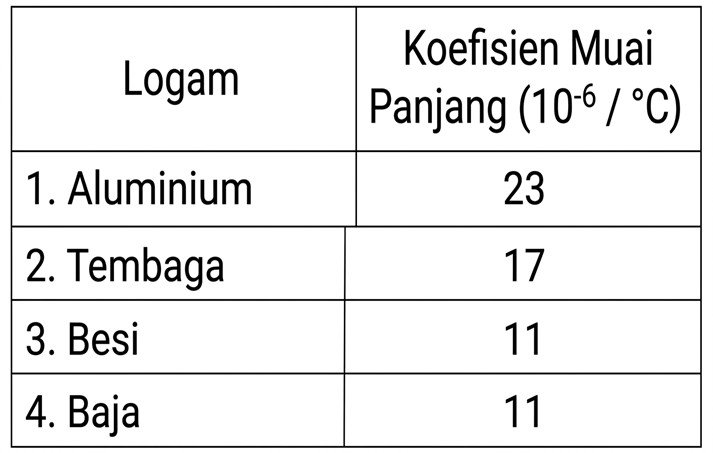 Logam
Koefisien Muai
Panjang (10⁻⁶ / °C)
1. Aluminium
23
2. Tembaga
17
3. Besi
11
4. Baja
11